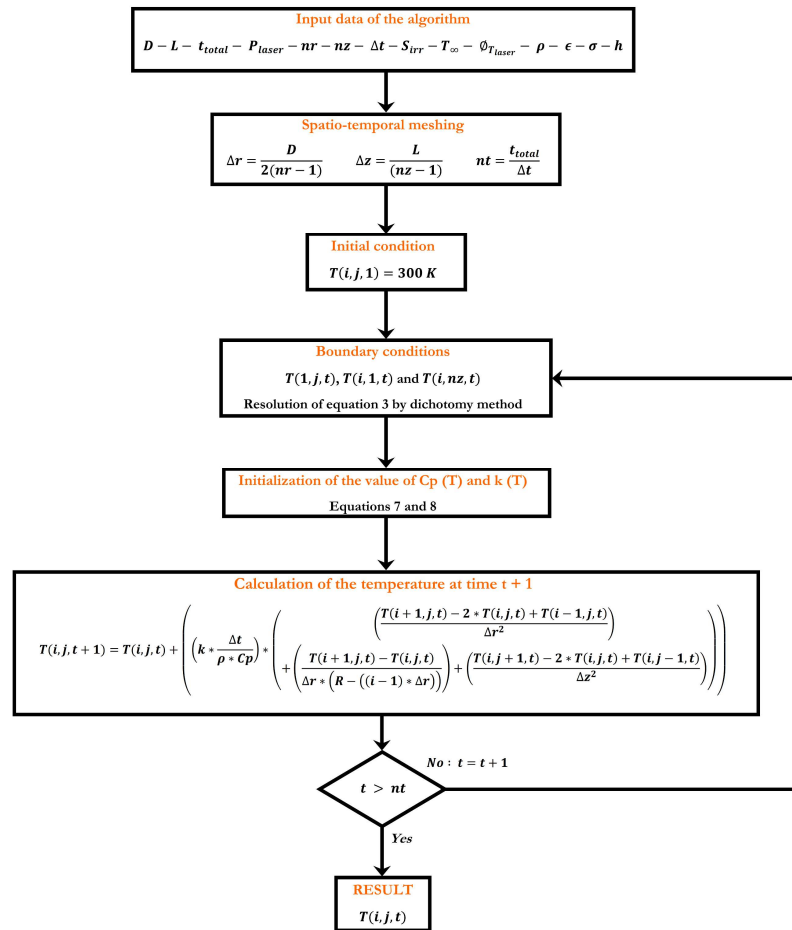 Input data of the algorithm
D − L − t_total − P_laser − nr − nz − Δt − S_irr − T_∞ − ∅_T_laser − ρ − ϵ − σ − h
Spatio-temporal meshing
Δr = D / 2(nr − 1)   Δz = L / (nz − 1)   nt = t_total / Δt
Initial condition
T(i, j, 1) = 300 K
Boundary conditions
T(1, j, t), T(i, 1, t) and T(i, nz, t)
Resolution of equation 3 by dichotomy method
Initialization of the value of Cp (T) and k (T)
Equations 7 and 8
Calculation of the temperature at time t + 1
T(i, j, t + 1) = T(i, j, t) + ((k * Δt / ρ * Cp) * ((T(i + 1, j, t) − 2 * T(i, j, t) + T(i − 1, j, t) / Δr²)
+ (T(i + 1, j, t) − T(i, j, t) / Δr * (R − ((i − 1) * Δr))) + (T(i, j + 1, t) − 2 * T(i, j, t) + T(i, j − 1, t) / Δz²)))
No : t = t + 1
t > nt
Yes
RESULT
T(i, j, t)